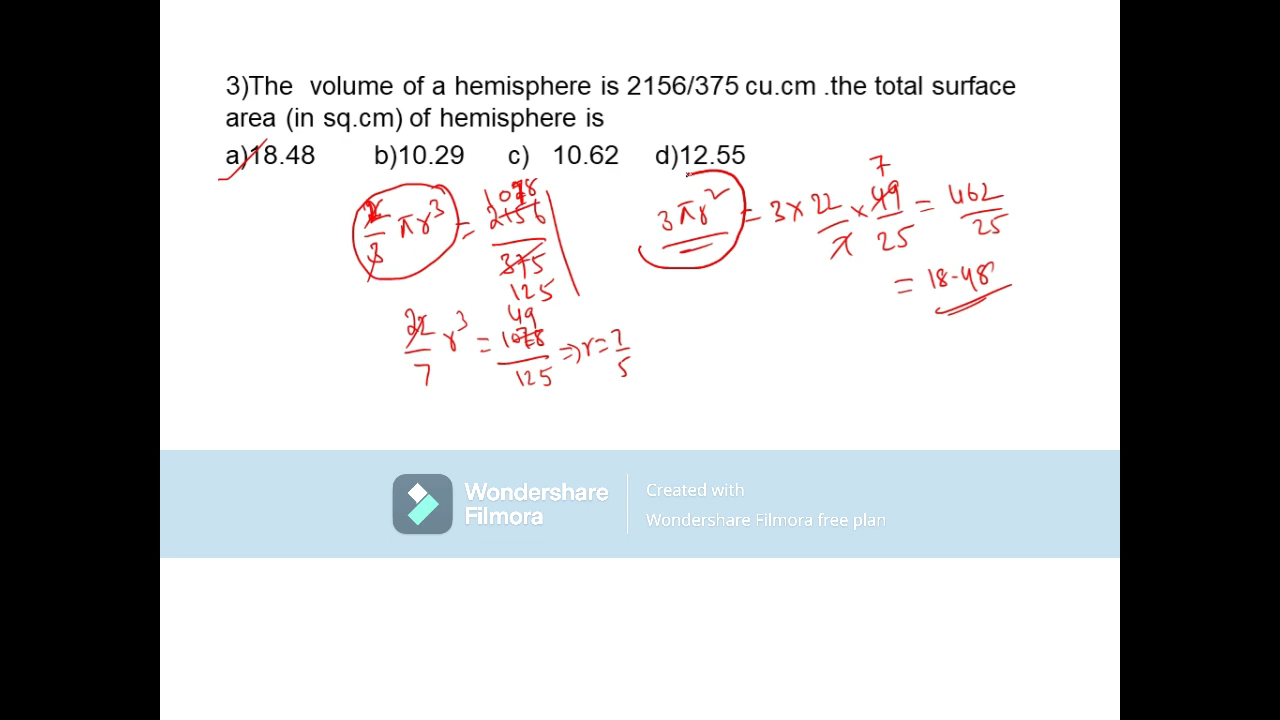 3)The volume of a hemisphere is 2156/375 cu.cm .the total surface
area (in sq.cm) of hemisphere is
a)18.48 b)10.29 c) 10.62 d)12.55
2/3 πr³ = 2156/375 1078 125
3πr² = 3 × 22/7 × 49/25 7 = 462/25
= 18.48
22/7 r³ = 1078/125 49 ⇒ r = 7/5
Wondershare
Filmora
Created with
Wondershare Filmora free plan